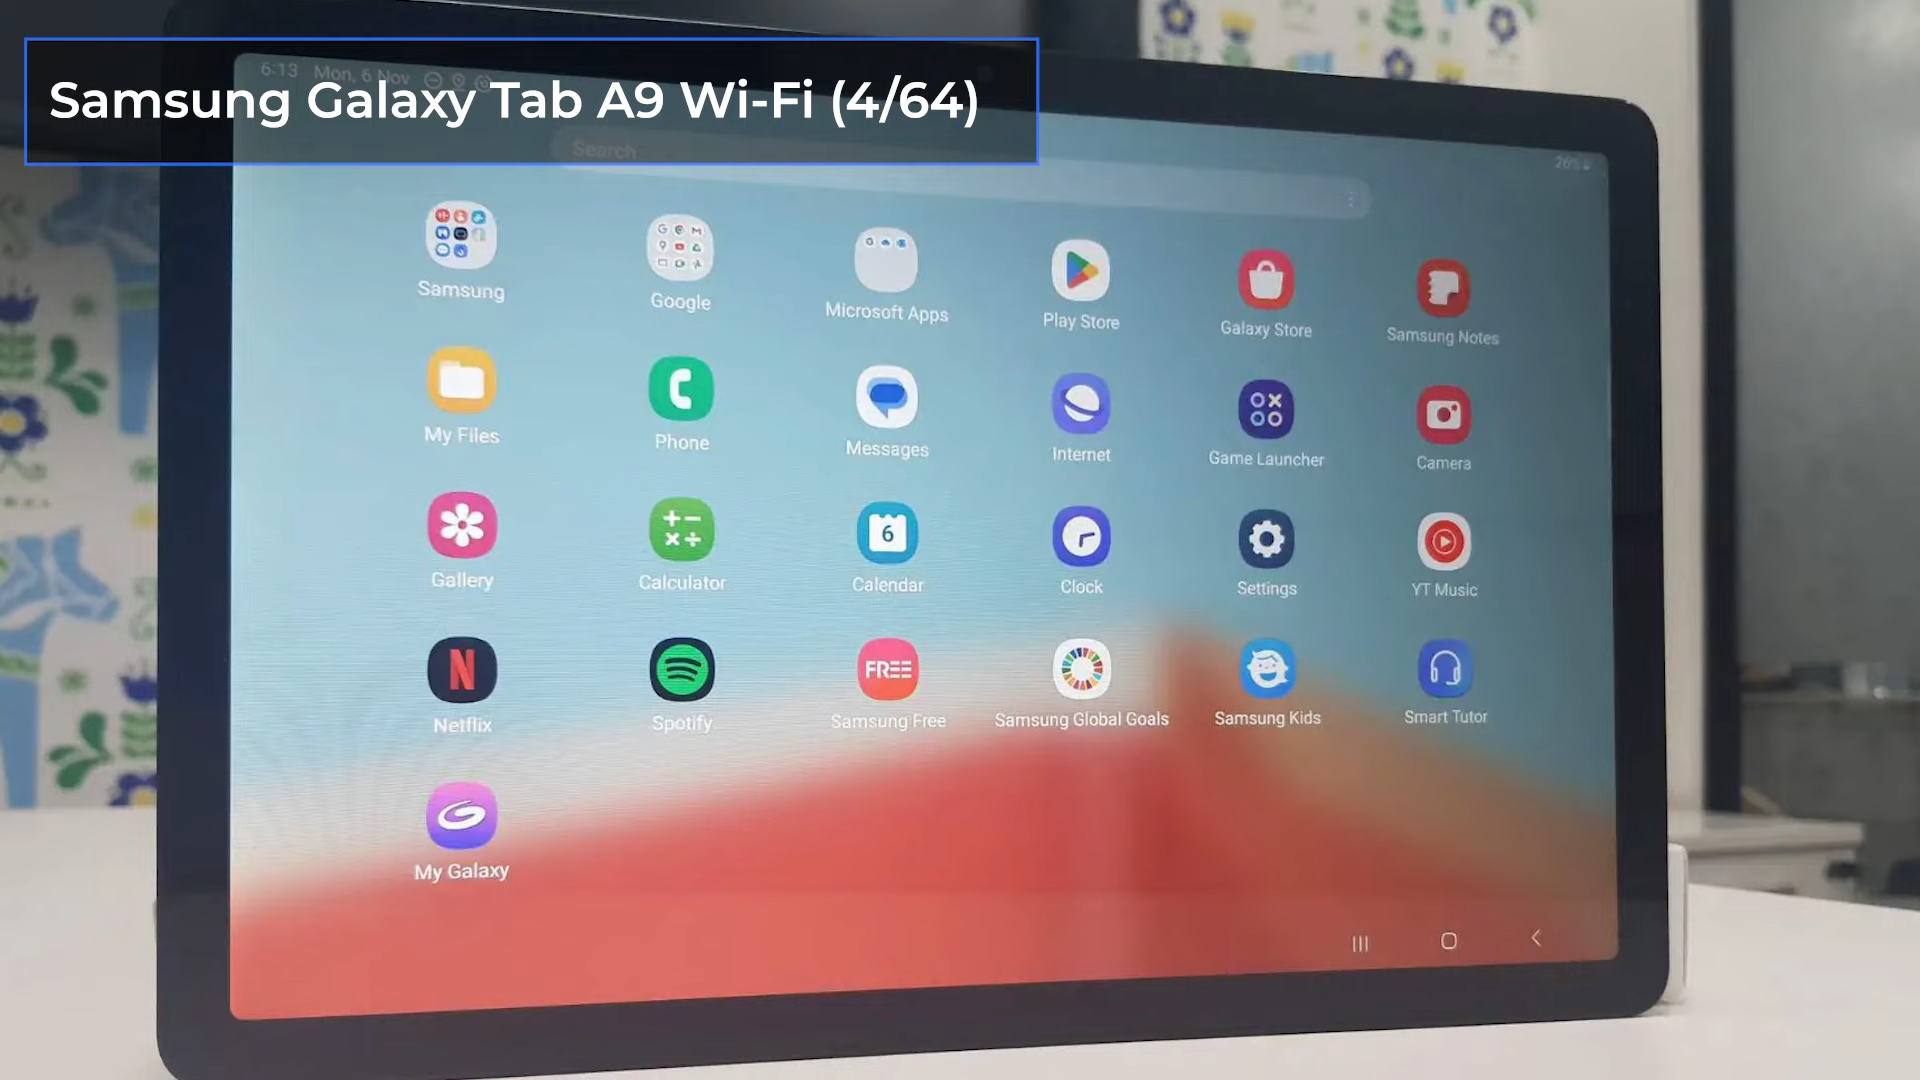 Samsung Galaxy Tab A9 Wi-Fi (4/64)
6:13 Mon, 6 Nov
26%
Search
Samsung
Google
Microsoft Apps
Play Store
Galaxy Store
Samsung Notes
My Files
Phone
Messages
Internet
Game Launcher
Camera
Gallery
Calculator
6
Calendar
Clock
Settings
YT Music
N
Netflix
Spotify
FREE
Samsung Free
Samsung Global Goals
Samsung Kids
Smart Tutor
My Galaxy